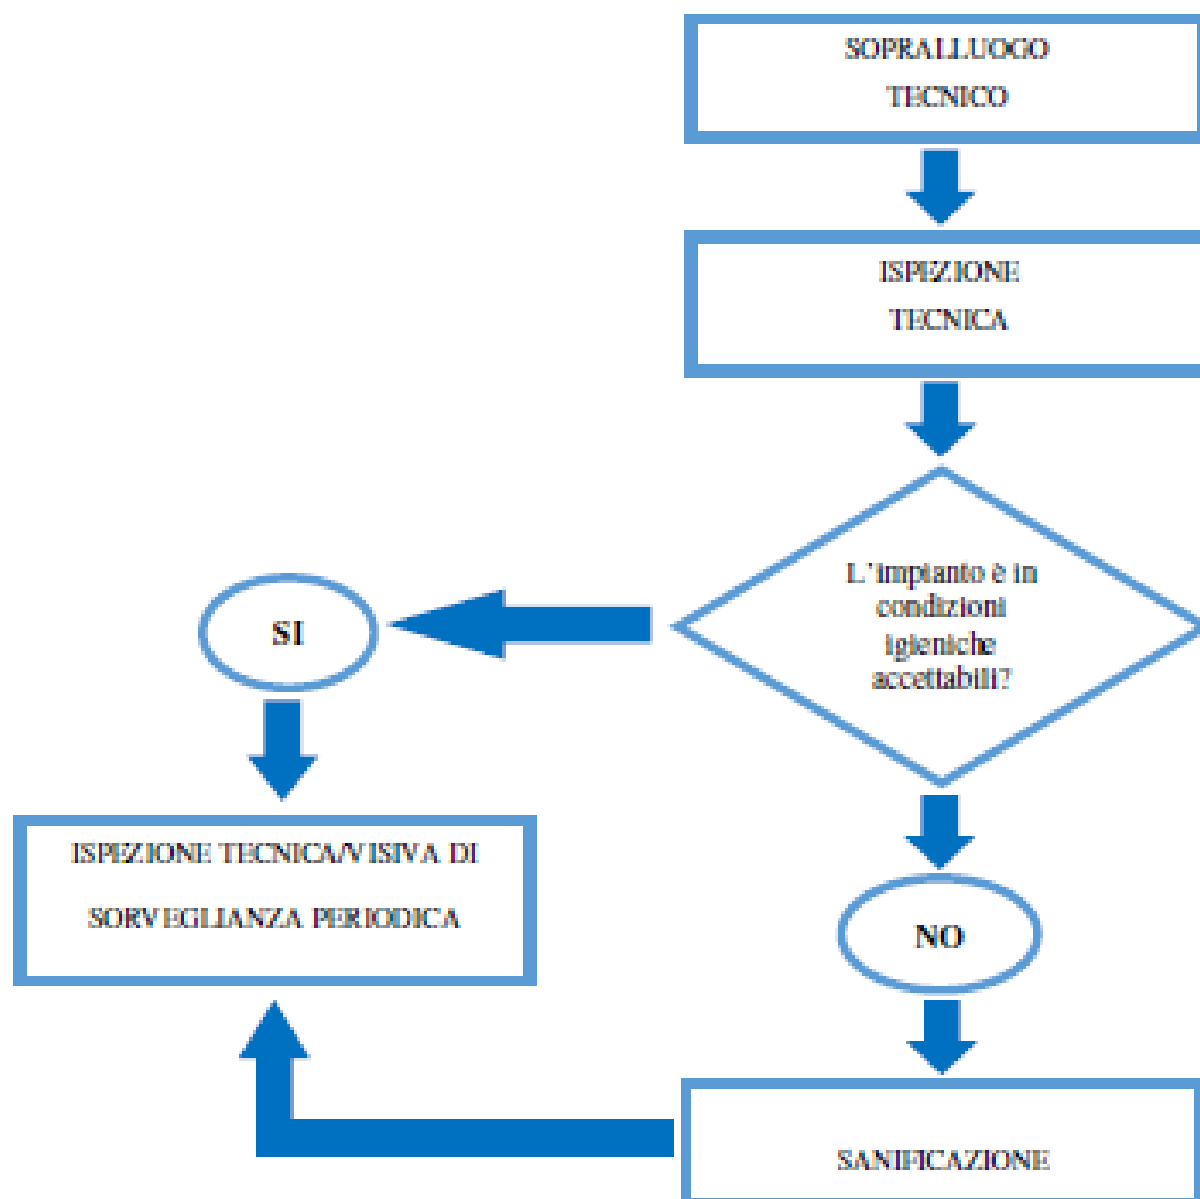 SOPRALLUOGO
TECNICO
ISPEZIONE
TECNICA
L'impianto è in
condizioni
igieniche
accettabili?
SI
ISPEZIONE TECNICA/VISIVA DI
SORVEGLIANZA PERIODICA
NO
SANIFICAZIONE